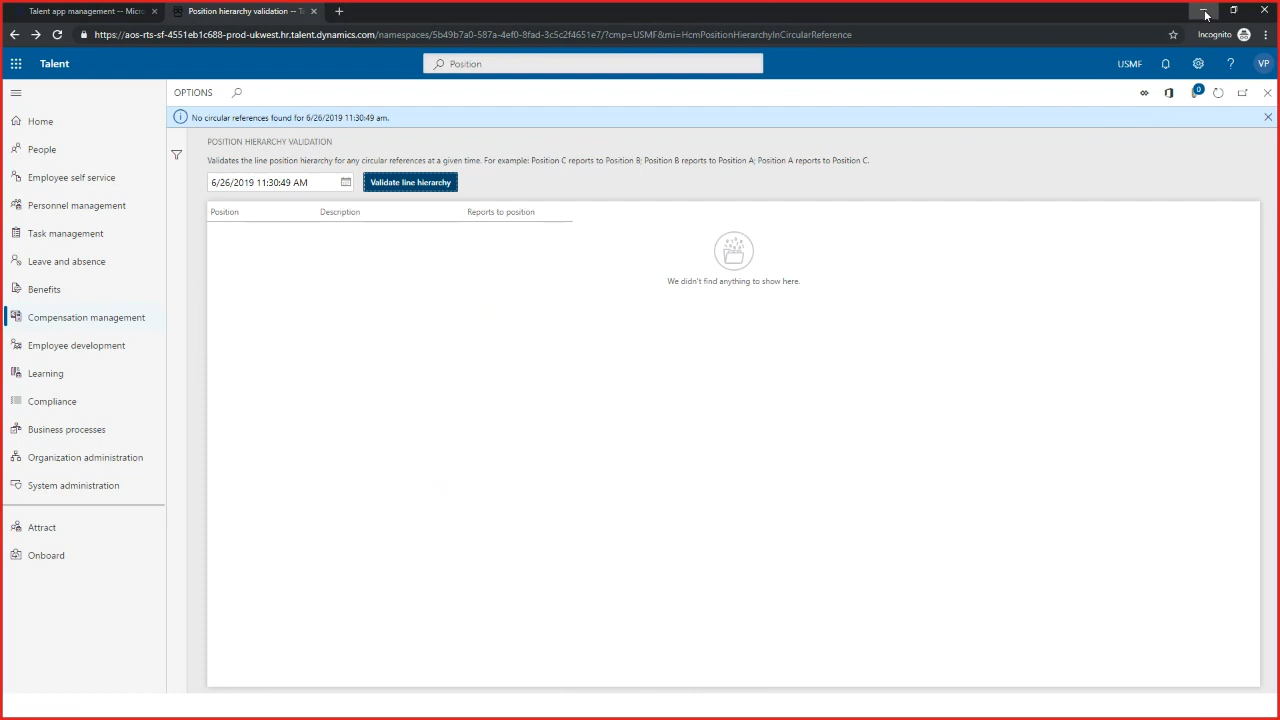 Talent app management -- Micr
Position hierarchy validation -- Ta
https://aos-rts-sf-4551eb1c688-prod-ukwest.hr.talent.dynamics.com/namespaces/5b49b7a0-587a-4ef0-8fad-3c5c2f4651e7/?cmp=USMF&mi=HcmPositionHierarchyInCircularReference
Incognito
Talent
Position
USMF
?
VP
OPTIONS
0
No circular references found for 6/26/2019 11:30:49 am.
Home
People
Employee self service
Personnel management
Task management
Leave and absence
Benefits
Compensation management
Employee development
Learning
Compliance
Business processes
Organization administration
System administration
Attract
Onboard
POSITION HIERARCHY VALIDATION
Validates the line position hierarchy for any circular references at a given time. For example: Position C reports to Position B; Position B reports to Position A; Position A reports to Position C.
6/26/2019 11:30:49 AM
Validate line hierarchy
Position Description Reports to position
We didn't find anything to show here.